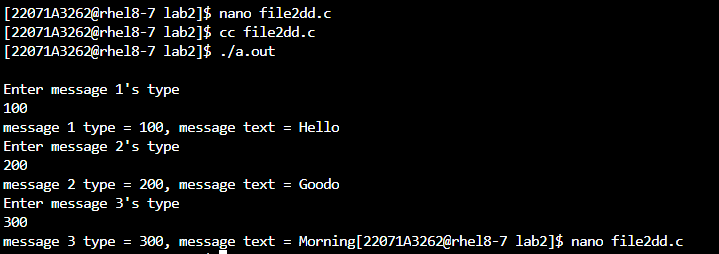 [22071A3262@rhel8-7 lab2]$ nano file2dd.c
[22071A3262@rhel8-7 lab2]$ cc file2dd.c
[22071A3262@rhel8-7 lab2]$ ./a.out
Enter message 1's type
100
message 1 type = 100, message text = Hello
Enter message 2's type
200
message 2 type = 200, message text = Goodo
Enter message 3's type
300
message 3 type = 300, message text = Morning[22071A3262@rhel8-7 lab2]$ nano file2dd.c